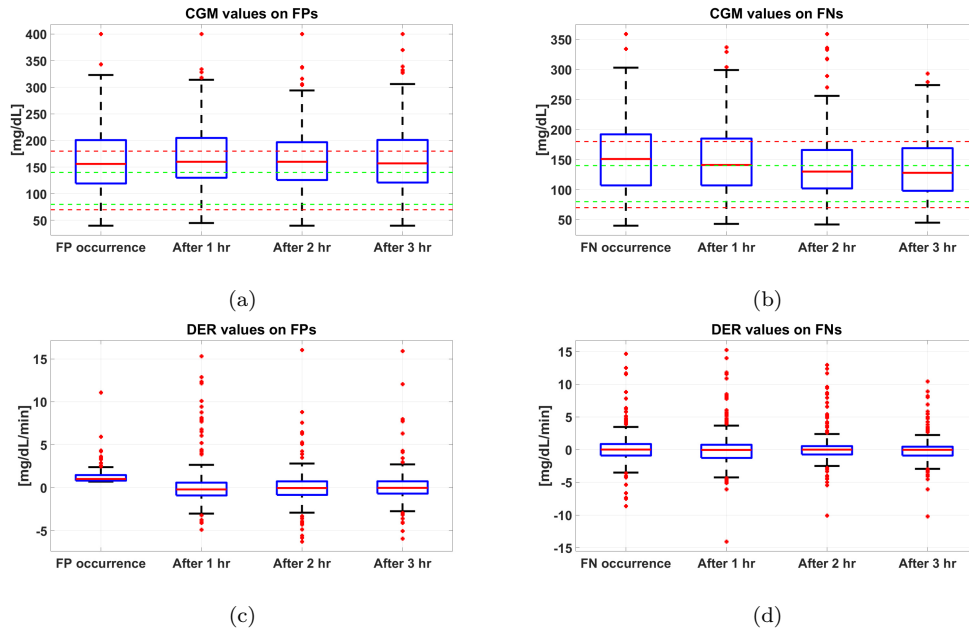 CGM values on FPs
[mg/dL]
400
350
300
250
200
150
100
50
FP occurrence After 1 hr After 2 hr After 3 hr
(a)
CGM values on FNs
[mg/dL]
350
300
250
200
150
100
50
FN occurrence After 1 hr After 2 hr After 3 hr
(b)
DER values on FPs
[mg/dL/min]
15
10
5
0
-5
FP occurrence After 1 hr After 2 hr After 3 hr
(c)
DER values on FNs
[mg/dL/min]
15
10
5
0
-5
-10
-15
FN occurrence After 1 hr After 2 hr After 3 hr
(d)